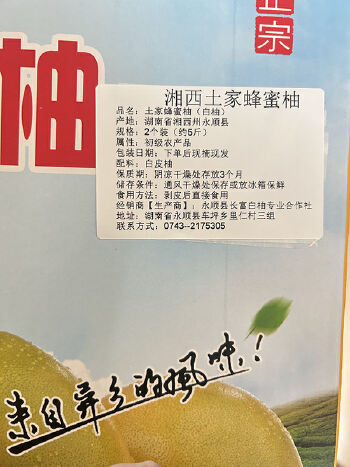 正宗
柚
湘西土家蜂蜜柚
品名：土家蜂蜜柚（白柚）
产地：湖南省湘西州永顺县
规格：2个装（约5斤）
属性：初级农产品
包装日期：下单后现摘现发
配料：白皮柚
保质期：阴凉干燥处存放3个月
储存条件：通风干燥处保存或放冰箱保鲜
食用方法：剥皮后直接食用
经销商【生产商】：永顺县长富白柚专业合作社
地址：湖南省永顺县车坪乡里仁村三组
联系方式：0743--2175305
来自异乡的風味！